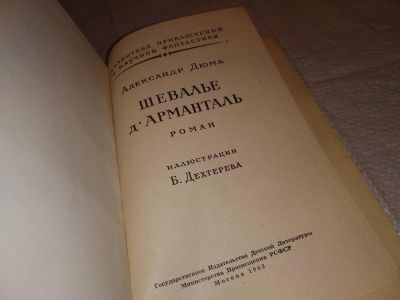 БИБЛИОТЕКА ПРИКЛЮЧЕНИЙ
И НАУЧНОЙ ФАНТАСТИКИ
АЛЕКСАНДР ДЮМА
ШЕВАЛЬЕ
д'АРМАНТАЛЬ
РОМАН
ИЛЛЮСТРАЦИИ
Б. ДЕХТЕРЕВА
Государственное Издательство Детской Литературы
Министерства Просвещения РСФСР
Москва 1962